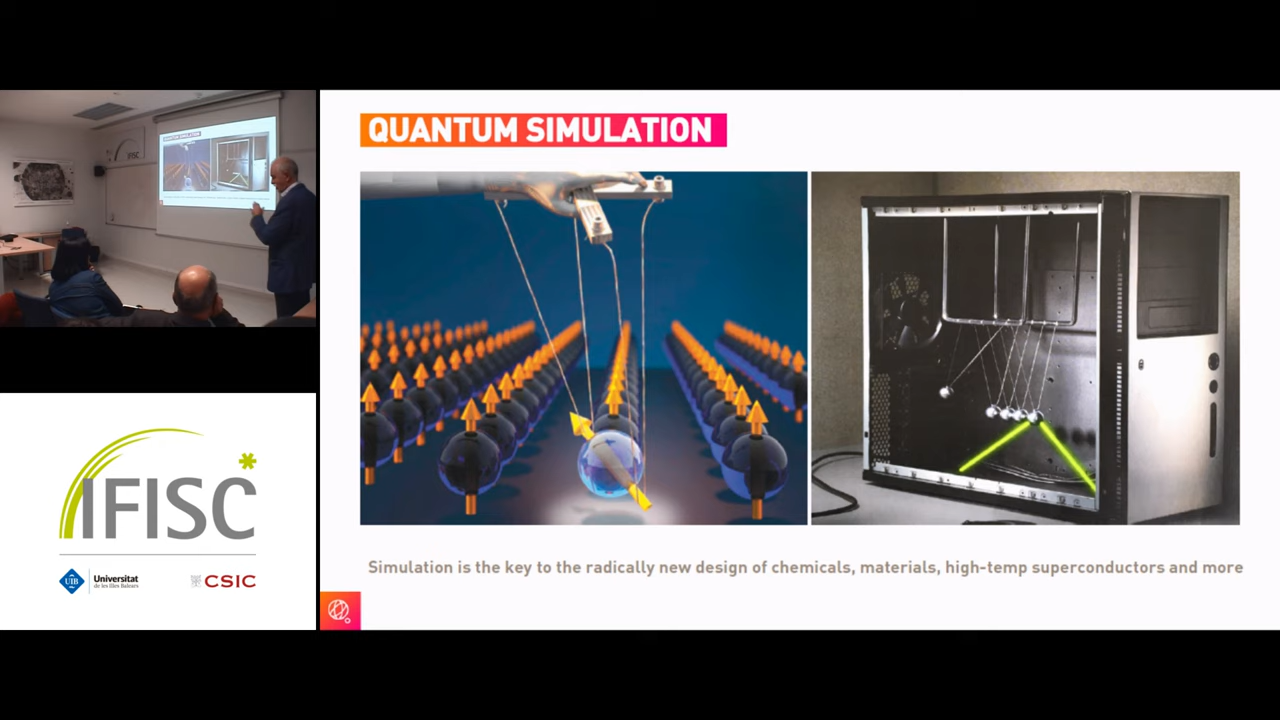 QUANTUM SIMULATION
Simulation is the key to the radically new design of chemicals, materials, high-temp superconductors and more
IFISC
UIB
Universitat
de les Illes Balears
CSIC